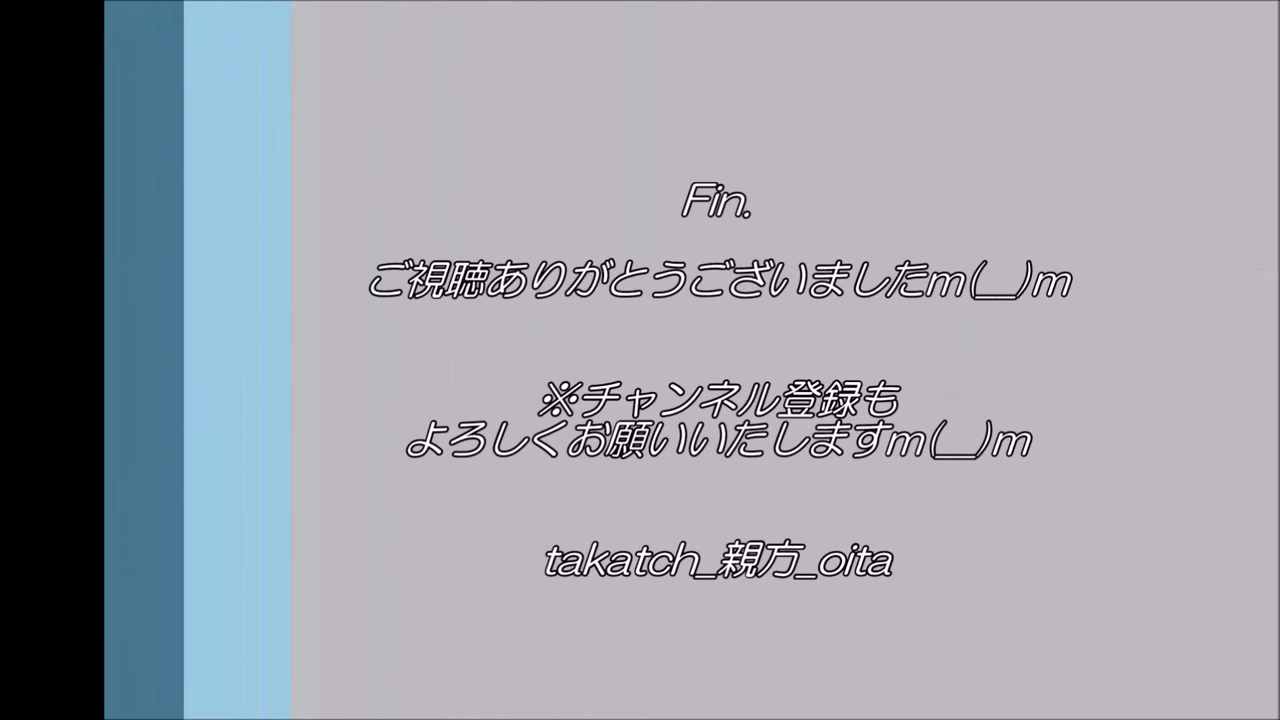 Fin.
ご視聴ありがとうございましたm(__)m
※チャンネル登録も
よろしくお願いいたしますm(__)m
takatch_親方_oita